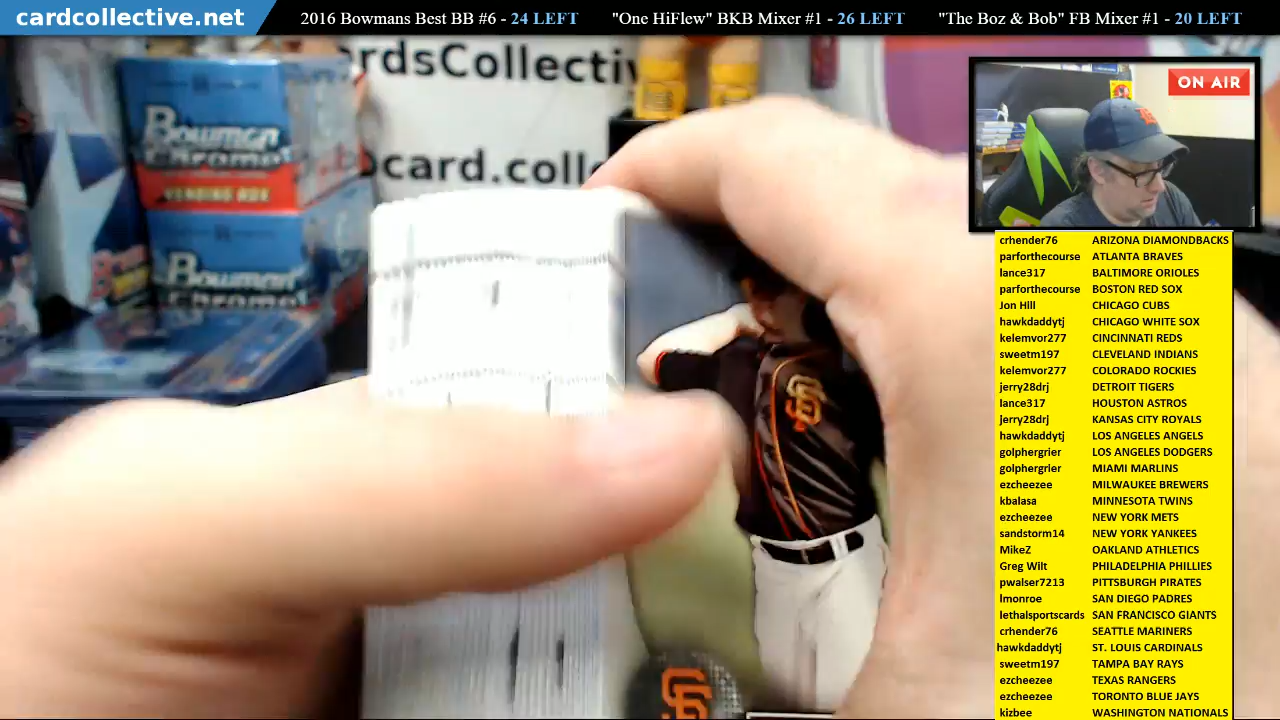 cardcollective.net
2016 Bowmans Best BB #6 - 24 LEFT "One HiFlew" BKB Mixer #1 - 26 LEFT "The Boz & Bob" FB Mixer #1 - 20 LEFT
ON AIR
Bowman
Chrome
VENDING BOX
Bowman
Chrome
SF
SF
crhender76 ARIZONA DIAMONDBACKS
parforthecourse ATLANTA BRAVES
lance317 BALTIMORE ORIOLES
parforthecourse BOSTON RED SOX
Jon Hill CHICAGO CUBS
hawkdaddytj CHICAGO WHITE SOX
kelemvor277 CINCINNATI REDS
sweetm197 CLEVELAND INDIANS
kelemvor277 COLORADO ROCKIES
jerry28drj DETROIT TIGERS
lance317 HOUSTON ASTROS
jerry28drj KANSAS CITY ROYALS
hawkdaddytj LOS ANGELES ANGELS
golphergrier LOS ANGELES DODGERS
golphergrier MIAMI MARLINS
ezcheezee MILWAUKEE BREWERS
kbalasa MINNESOTA TWINS
ezcheezee NEW YORK METS
sandstorm14 NEW YORK YANKEES
MikeZ OAKLAND ATHLETICS
Greg Wilt PHILADELPHIA PHILLIES
pwalser7213 PITTSBURGH PIRATES
lmonroe SAN DIEGO PADRES
lethalsportscards SAN FRANCISCO GIANTS
crhender76 SEATTLE MARINERS
hawkdaddytj ST. LOUIS CARDINALS
sweetm197 TAMPA BAY RAYS
ezcheezee TEXAS RANGERS
ezcheezee TORONTO BLUE JAYS
kizbee WASHINGTON NATIONALS